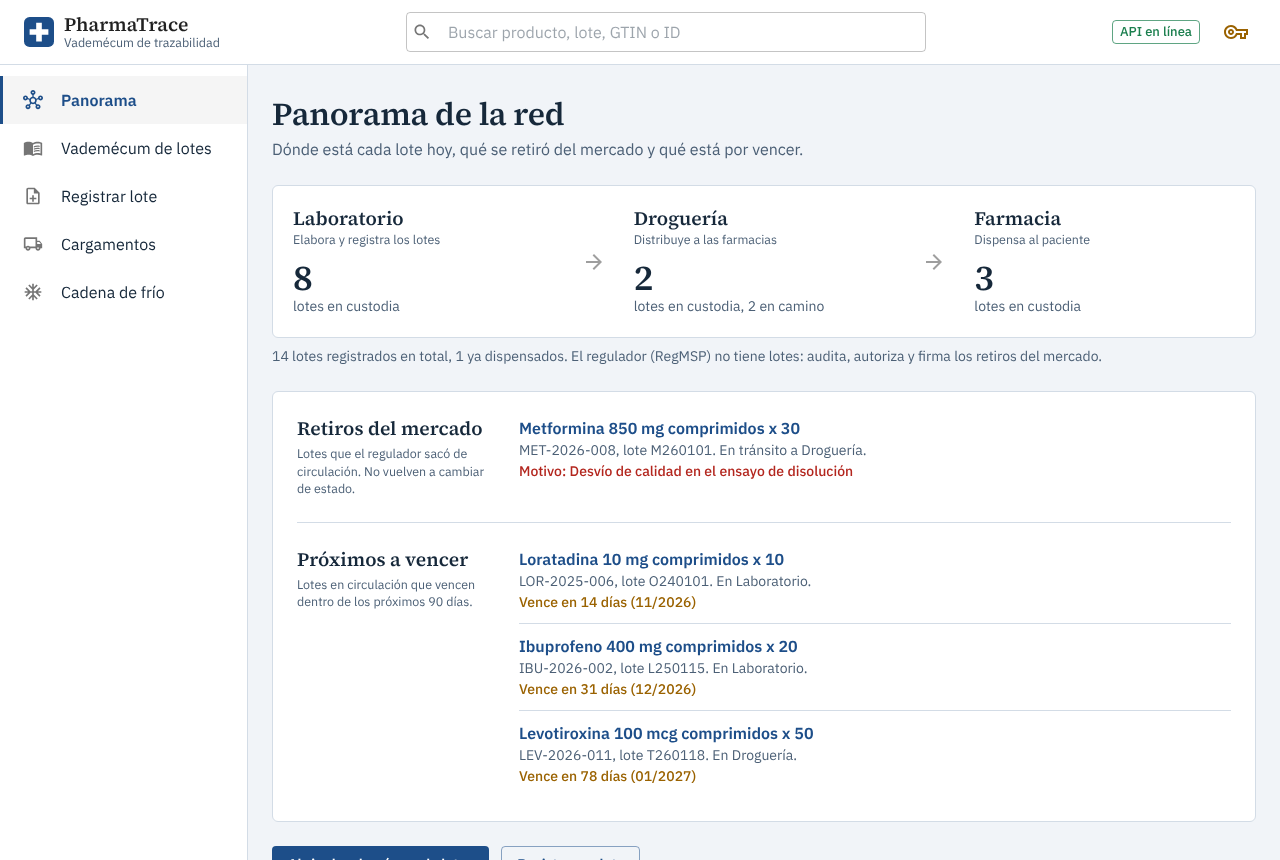 PharmaTrace
Vademécum de trazabilidad
Buscar producto, lote, GTIN o ID
API en línea
Panorama
Vademécum de lotes
Registrar lote
Cargamentos
Cadena de frío
Panorama de la red
Dónde está cada lote hoy, qué se retiró del mercado y qué está por vencer.
Laboratorio
Elabora y registra los lotes
8
lotes en custodia
Droguería
Distribuye a las farmacias
2
lotes en custodia, 2 en camino
Farmacia
Dispensa al paciente
3
lotes en custodia
14 lotes registrados en total, 1 ya dispensados. El regulador (RegMSP) no tiene lotes: audita, autoriza y firma los retiros del mercado.
Retiros del mercado
Lotes que el regulador sacó de
circulación. No vuelven a cambiar
de estado.
Metformina 850 mg comprimidos x 30
MET-2026-008, lote M260101. En tránsito a Droguería.
Motivo: Desvío de calidad en el ensayo de disolución
Próximos a vencer
Lotes en circulación que vencen
dentro de los próximos 90 días.
Loratadina 10 mg comprimidos x 10
LOR-2025-006, lote O240101. En Laboratorio.
Vence en 14 días (11/2026)
Ibuprofeno 400 mg comprimidos x 20
IBU-2026-002, lote L250115. En Laboratorio.
Vence en 31 días (12/2026)
Levotiroxina 100 mcg comprimidos x 50
LEV-2026-011, lote T260118. En Droguería.
Vence en 78 días (01/2027)